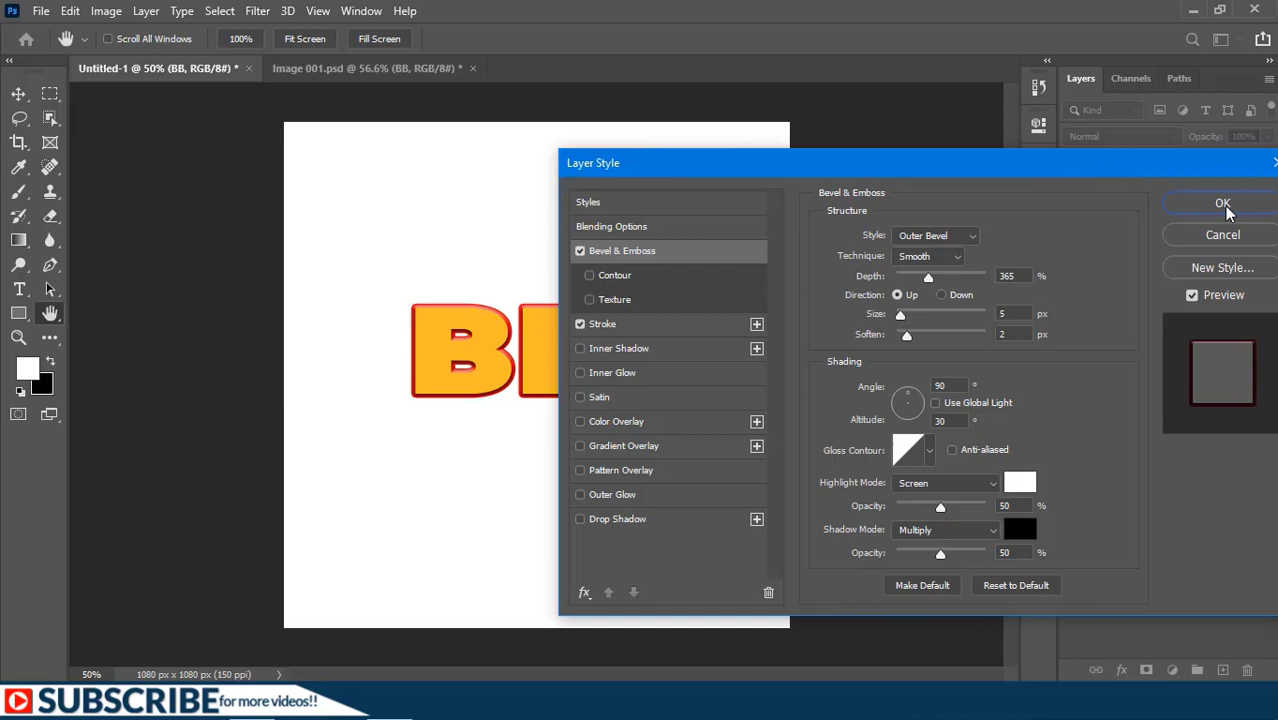 Ps File Edit Image Layer Type Select Filter 3D View Window Help
Scroll All Windows 100% Fit Screen Fill Screen
Untitled-1 @ 50% (BB, RGB/8#) * × Image 001.psd @ 56.6% (BB, RGB/8#) * ×
Layers Channels Paths
Kind
Normal Opacity: 100%
Layer Style
Styles
Blending Options
Bevel & Emboss
Contour
Texture
Stroke
Inner Shadow
Inner Glow
Satin
Color Overlay
Gradient Overlay
Pattern Overlay
Outer Glow
Drop Shadow
fx
Bevel & Emboss
Structure
Style: Outer Bevel
Technique: Smooth
Depth: 365 %
Direction: Up Down
Size: 5 px
Soften: 2 px
Shading
Angle: 90 °
Use Global Light
Altitude: 30 °
Gloss Contour: Anti-aliased
Highlight Mode: Screen
Opacity: 50 %
Shadow Mode: Multiply
Opacity: 50 %
Make Default Reset to Default
OK
Cancel
New Style...
Preview
B
50% 1080 px x 1080 px (150 ppi)
fx
SUBSCRIBE for more videos!!